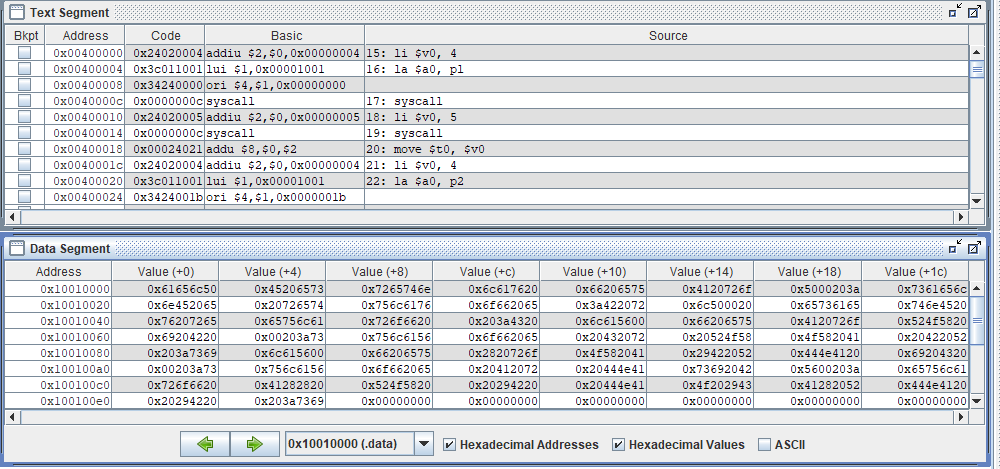 Text Segment
Bkpt Address Code Basic Source
0x00400000 0x24020004 addiu $2,$0,0x00000004 15: li $v0, 4
0x00400004 0x3c011001 lui $1,0x00001001 16: la $a0, p1
0x00400008 0x34240000 ori $4,$1,0x00000000
0x0040000c 0x0000000c syscall 17: syscall
0x00400010 0x24020005 addiu $2,$0,0x00000005 18: li $v0, 5
0x00400014 0x0000000c syscall 19: syscall
0x00400018 0x00024021 addu $8,$0,$2 20: move $t0, $v0
0x0040001c 0x24020004 addiu $2,$0,0x00000004 21: li $v0, 4
0x00400020 0x3c011001 lui $1,0x00001001 22: la $a0, p2
0x00400024 0x3424001b ori $4,$1,0x0000001b
Data Segment
Address Value (+0) Value (+4) Value (+8) Value (+c) Value (+10) Value (+14) Value (+18) Value (+1c)
0x10010000 0x61656c50 0x45206573 0x7265746e 0x6c617620 0x66206575 0x4120726f 0x5000203a 0x7361656c
0x10010020 0x6e452065 0x20726574 0x756c6176 0x6f662065 0x3a422072 0x6c500020 0x65736165 0x746e4520
0x10010040 0x76207265 0x65756c61 0x726f6620 0x203a4320 0x6c615600 0x66206575 0x4120726f 0x524f5820
0x10010060 0x69204220 0x00203a73 0x756c6156 0x6f662065 0x20432072 0x20524f58 0x4f582041 0x20422052
0x10010080 0x203a7369 0x6c615600 0x66206575 0x2820726f 0x4f582041 0x29422052 0x444e4120 0x69204320
0x100100a0 0x00203a73 0x756c6156 0x6f662065 0x20412072 0x20444e41 0x73692042 0x5600203a 0x65756c61
0x100100c0 0x726f6620 0x41282820 0x524f5820 0x20294220 0x20444e41 0x4f202943 0x41282052 0x444e4120
0x100100e0 0x20294220 0x203a7369 0x00000000 0x00000000 0x00000000 0x00000000 0x00000000 0x00000000
0x10010000 (.data) Hexadecimal Addresses Hexadecimal Values ASCII